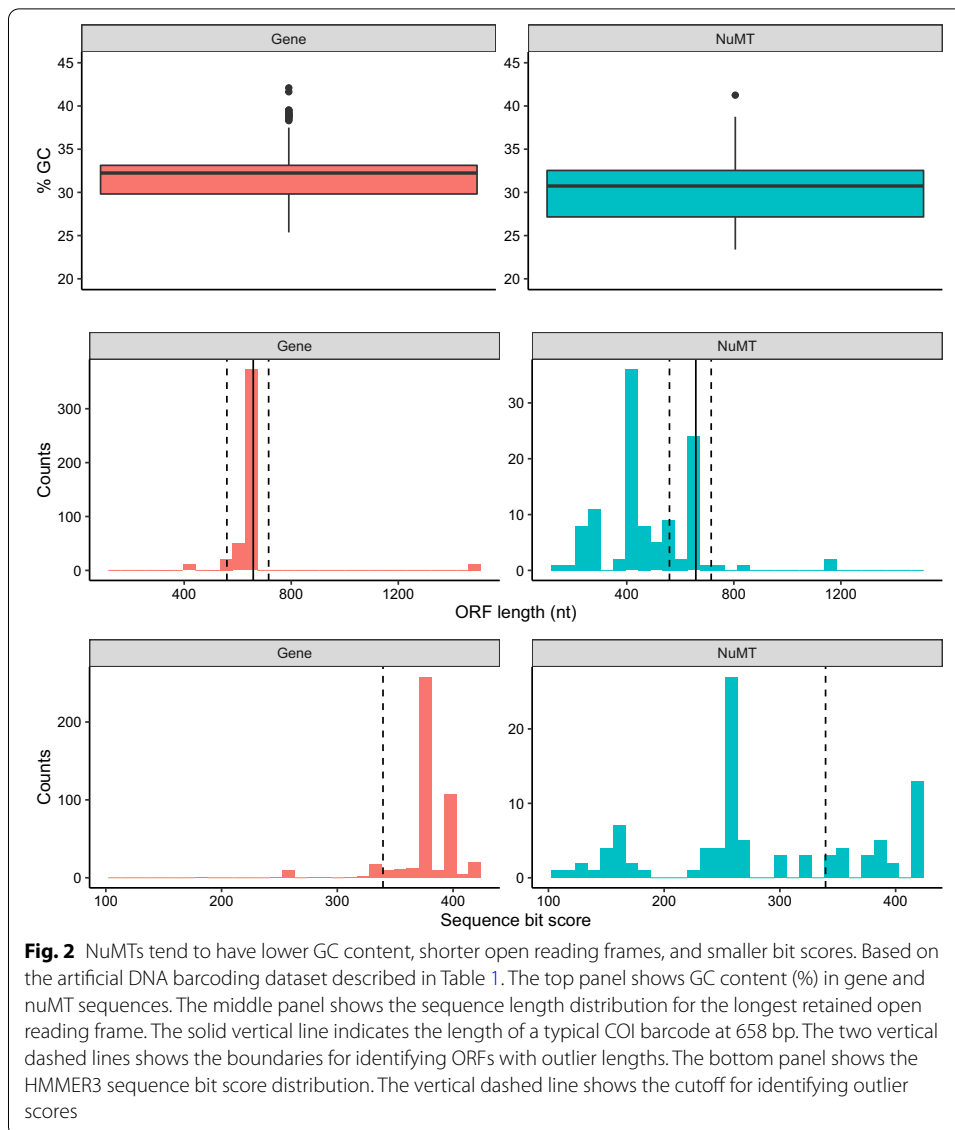 Gene
NuMT
45
40
35
30
25
20
% GC
45
40
35
30
25
20
Gene
NuMT
300
200
100
0
Counts
30
20
10
0
400
800
1200
400
800
1200
ORF length (nt)
Gene
NuMT
200
100
0
Counts
20
10
0
100
200
300
400
100
200
300
400
Sequence bit score
Fig. 2 NuMTs tend to have lower GC content, shorter open reading frames, and smaller bit scores. Based on
the artificial DNA barcoding dataset described in Table 1. The top panel shows GC content (%) in gene and
nuMT sequences. The middle panel shows the sequence length distribution for the longest retained open
reading frame. The solid vertical line indicates the length of a typical COI barcode at 658 bp. The two vertical
dashed lines shows the boundaries for identifying ORFs with outlier lengths. The bottom panel shows the
HMMER3 sequence bit score distribution. The vertical dashed line shows the cutoff for identifying outlier
scores